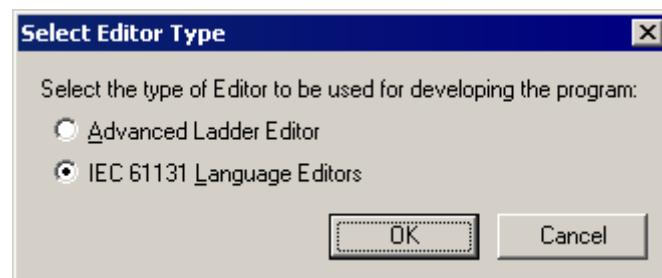 Select Editor Type
Select the type of Editor to be used for developing the program:
Advanced Ladder Editor
IEC 61131 Language Editors
OK
Cancel